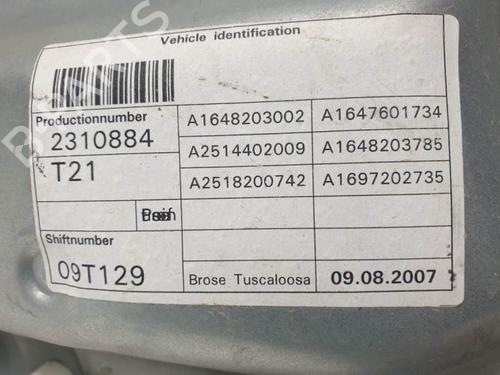 Vehicle identification
Productionnumber
2310884
T21
A1648203002 A1647601734
A2514402009 A1648203785
A2518200742 A1697202735
Shiftnumber
09T129
Brose Tuscaloosa 09.08.2007